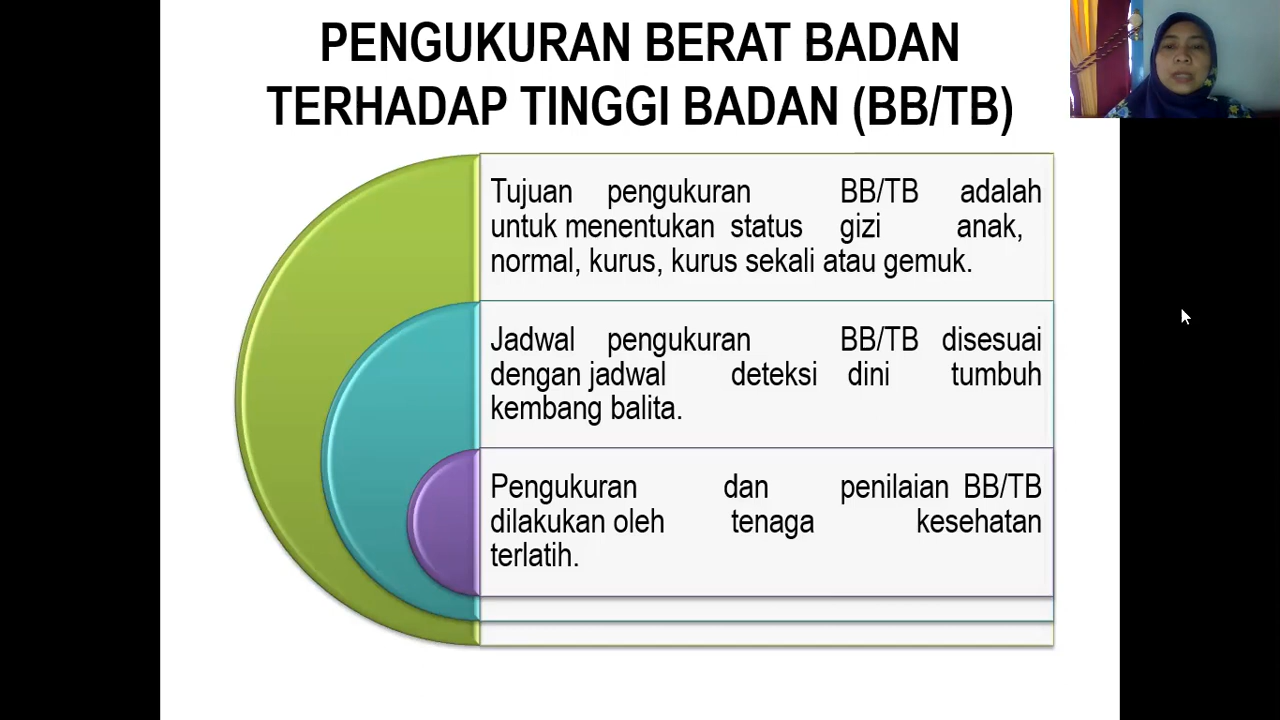 PENGUKURAN BERAT BADAN
TERHADAP TINGGI BADAN (BB/TB)
Tujuan pengukuran BB/TB adalah
untuk menentukan status gizi anak,
normal, kurus, kurus sekali atau gemuk.
Jadwal pengukuran BB/TB disesuai
dengan jadwal deteksi dini tumbuh
kembang balita.
Pengukuran dan penilaian BB/TB
dilakukan oleh tenaga kesehatan
terlatih.